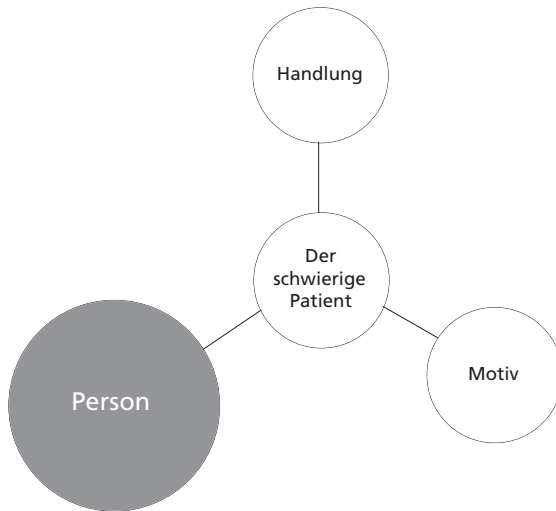 Handlung
Der
schwierige
Patient
Motiv
Person